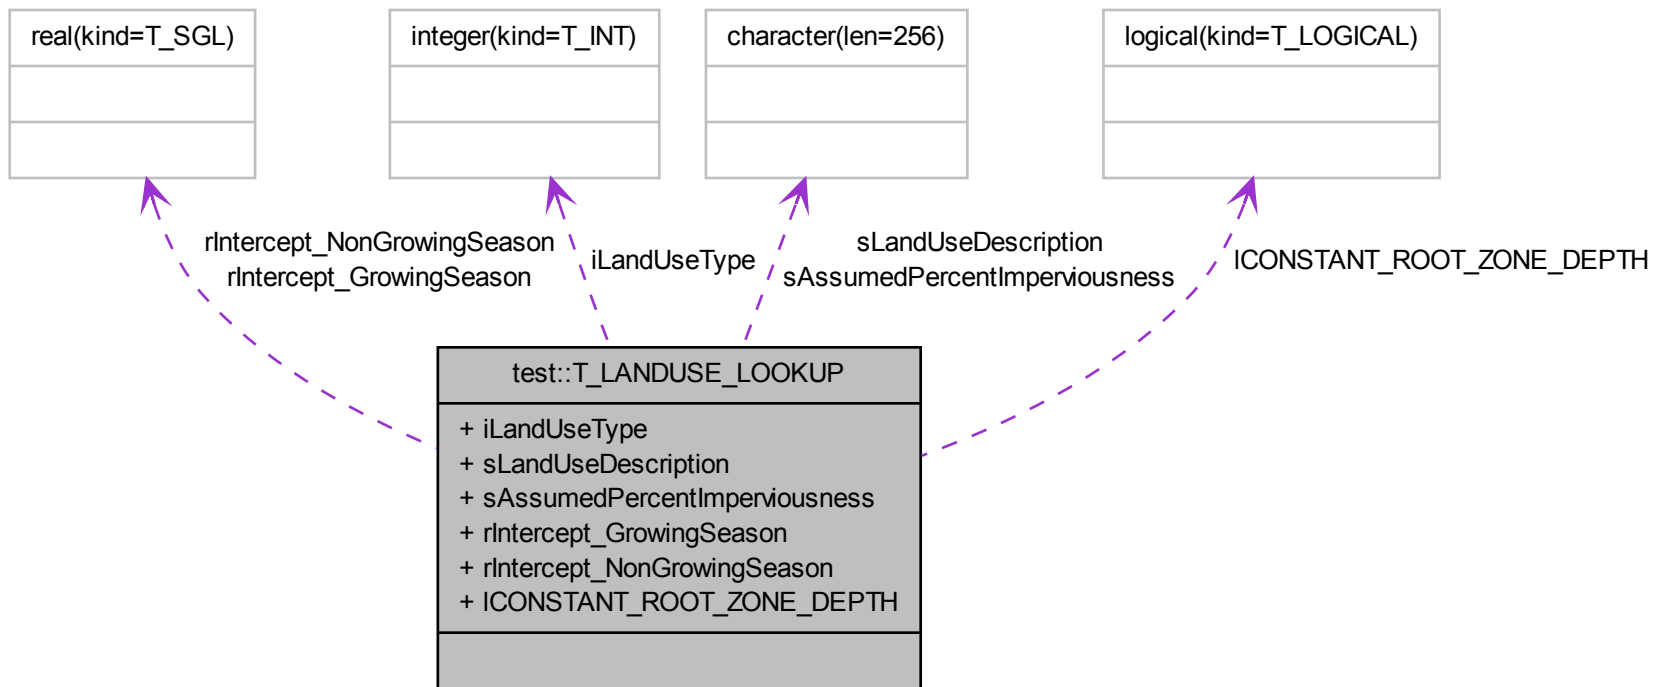 real(kind=T_SGL)
integer(kind=T_INT)
character(len=256)
logical(kind=T_LOGICAL)
rIntercept_NonGrowingSeason
rIntercept_GrowingSeason
iLandUseType
sLandUseDescription
sAssumedPercentImperviousness
lCONSTANT_ROOT_ZONE_DEPTH
test::T_LANDUSE_LOOKUP
+ iLandUseType
+ sLandUseDescription
+ sAssumedPercentImperviousness
+ rIntercept_GrowingSeason
+ rIntercept_NonGrowingSeason
+ lCONSTANT_ROOT_ZONE_DEPTH